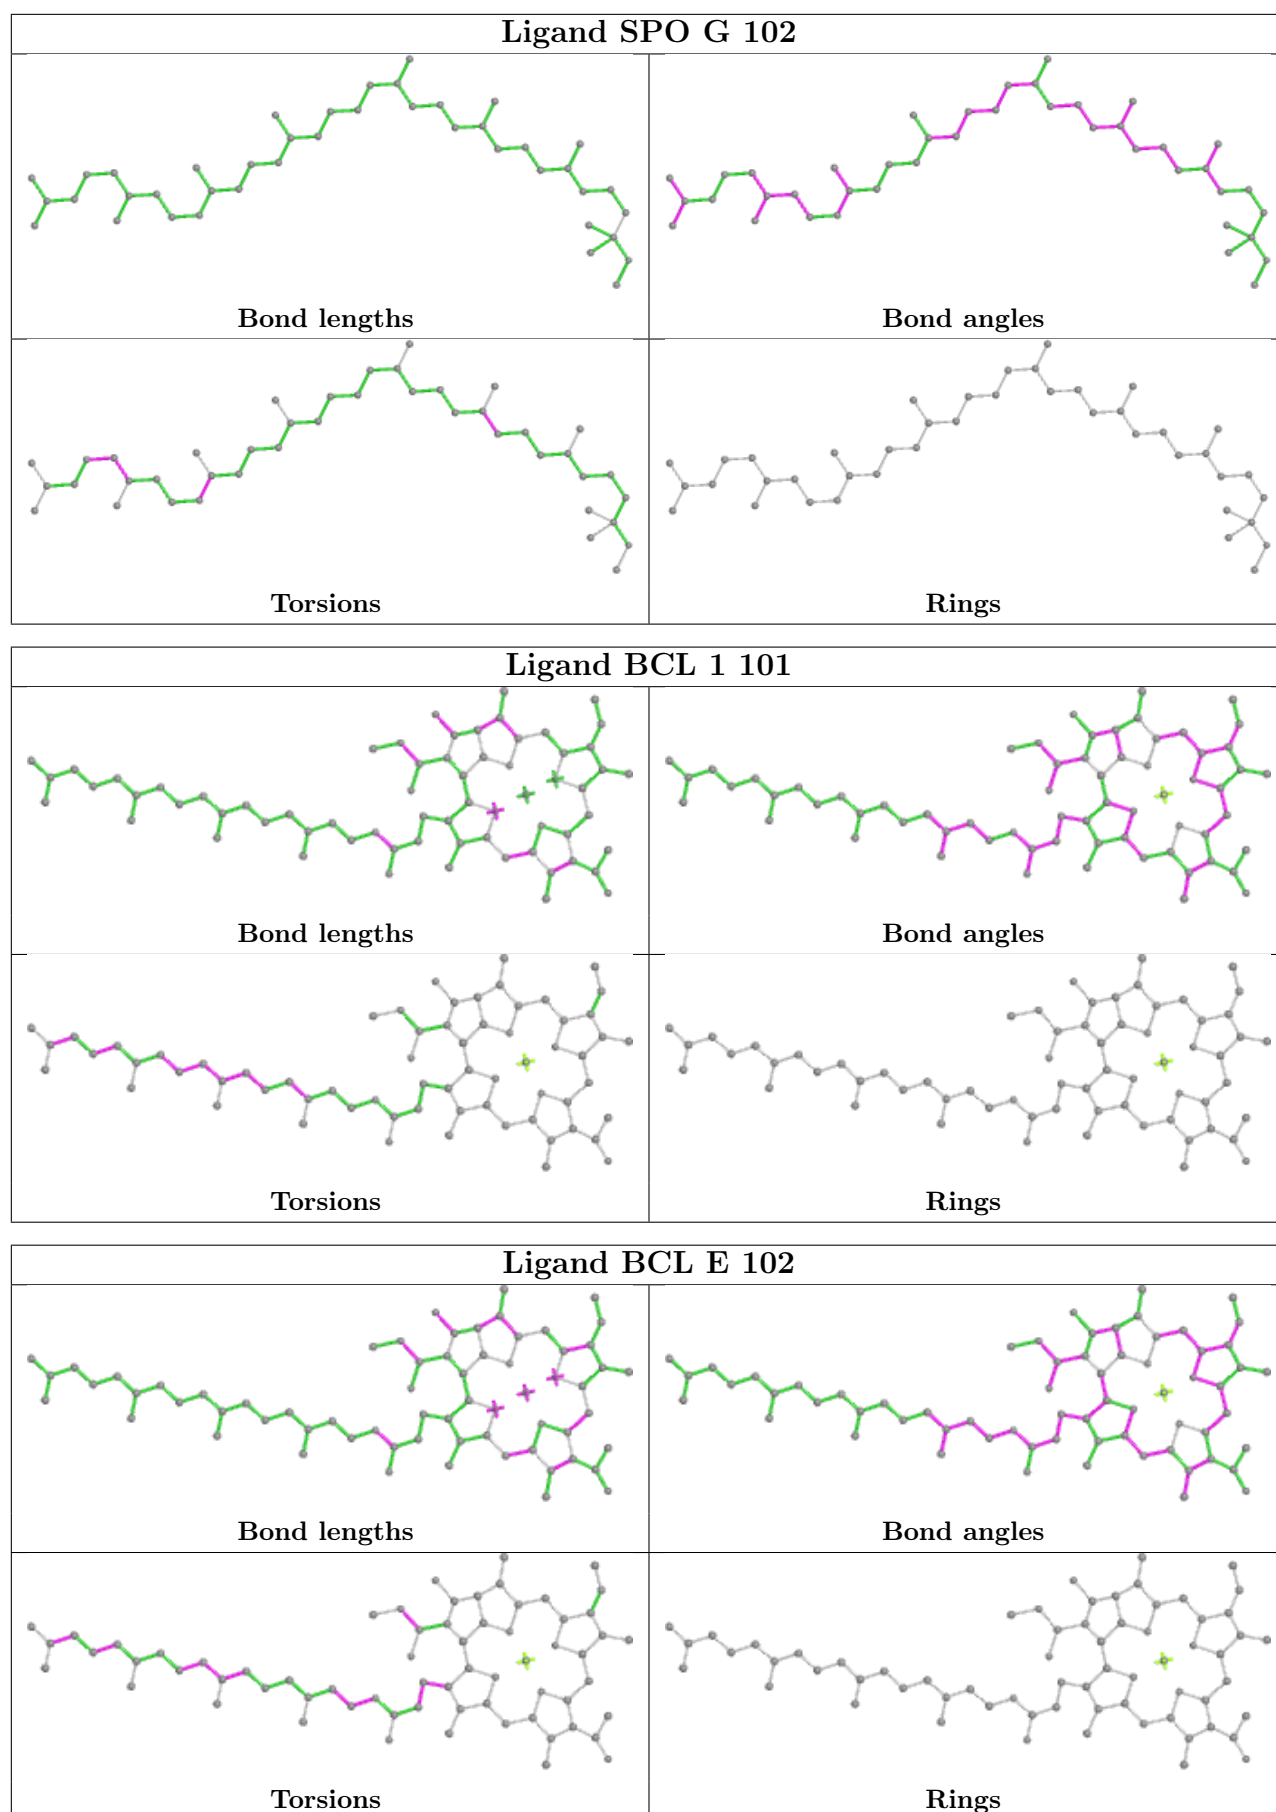 Ligand SPO G 102
Bond lengths
Bond angles
Torsions
Rings
Ligand BCL 1 101
Bond lengths
Bond angles
Torsions
Rings
Ligand BCL E 102
Bond lengths
Bond angles
Torsions
Rings